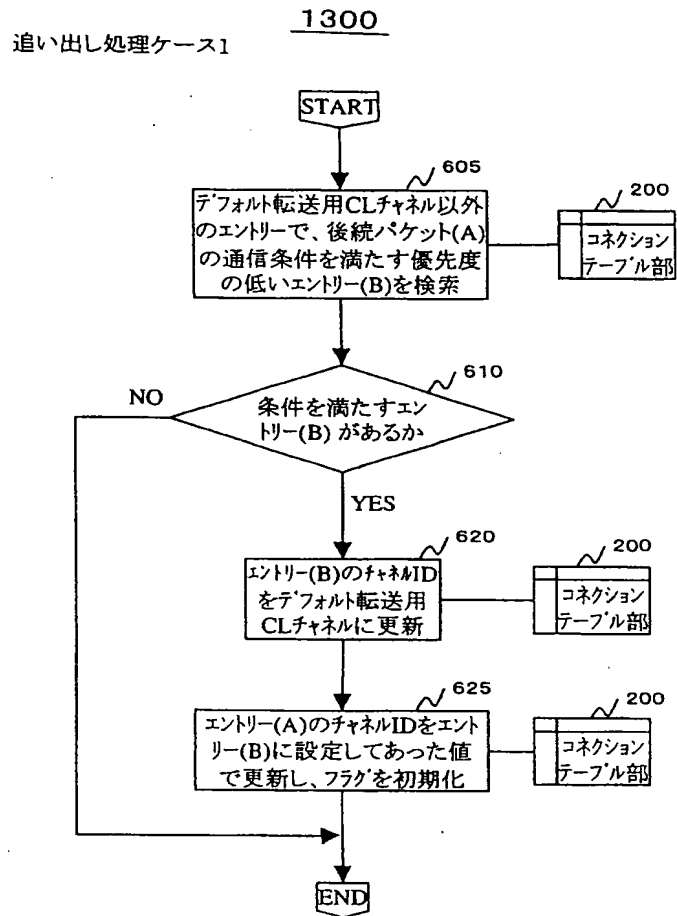 1300
追い出し処理ケース1
START
605
デフォルト転送用CLチャネル以外
のエントリーで、後続パケット(A)
の通信条件を満たす優先度
の低いエントリー(B)を検索
200
コネクション
テーブル部
610
NO
条件を満たすエン
トリー(B)があるか
YES
620
エントリー(B)のチャネルID
をデフォルト転送用
CLチャネルに更新
200
コネクション
テーブル部
625
エントリー(A)のチャネルIDをエント
リー(B)に設定してあった値
で更新し、フラグを初期化
200
コネクション
テーブル部
END